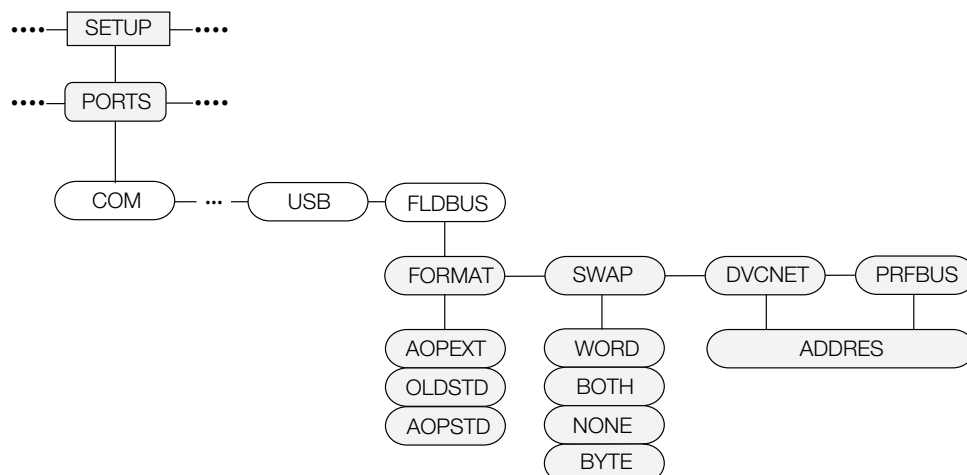 •••• SETUP ••••
•••• PORTS ••••
COM ... USB FLDBUS
FORMAT SWAP DVCNET PRFBUS
AOPEXT WORD ADDRES
OLDSTD BOTH
AOPSTD NONE
BYTE